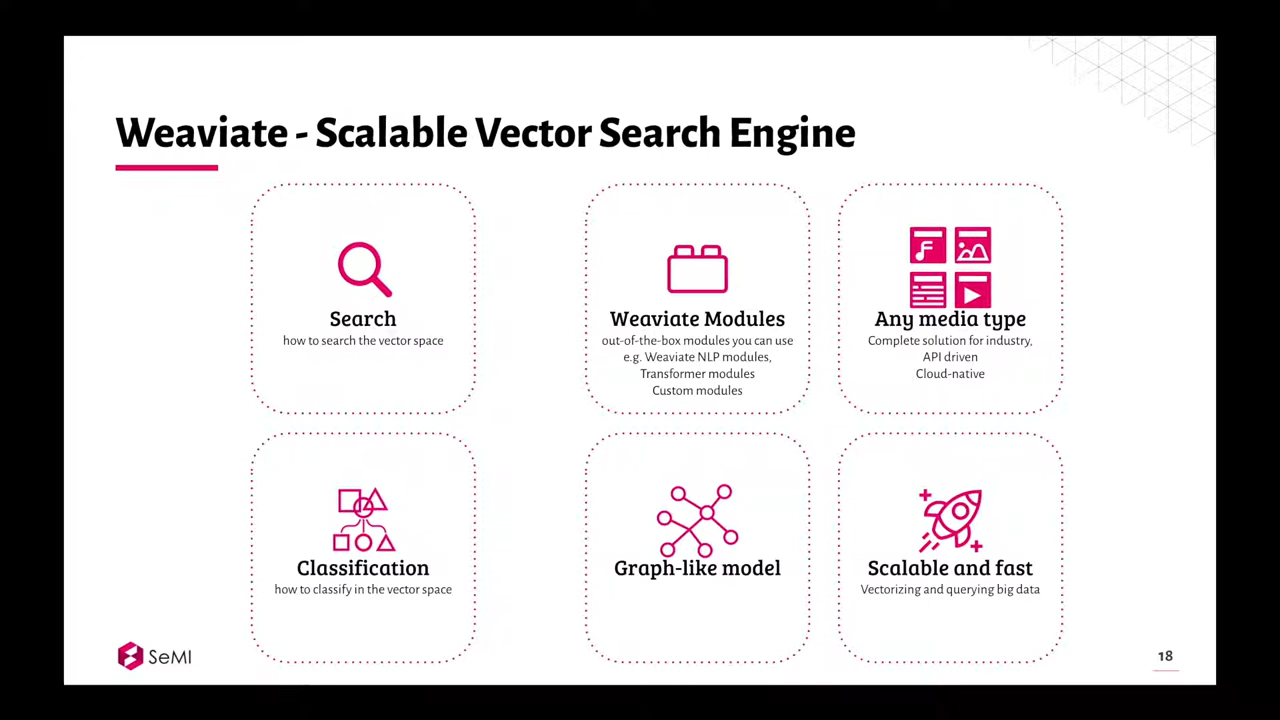 Weaviate - Scalable Vector Search Engine
Search
how to search the vector space
Weaviate Modules
out-of-the-box modules you can use
e.g. Weaviate NLP modules,
Transformer modules
Custom modules
Any media type
Complete solution for industry,
API driven
Cloud-native
Classification
how to classify in the vector space
Graph-like model
Scalable and fast
Vectorizing and querying big data
SeMI
18